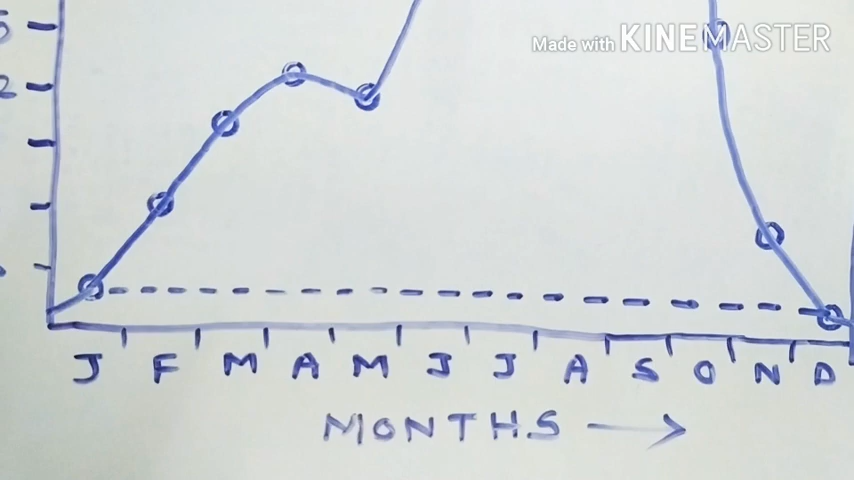 Made with KINEMASTER
2
J F M A M J J A S O N D
MONTHS